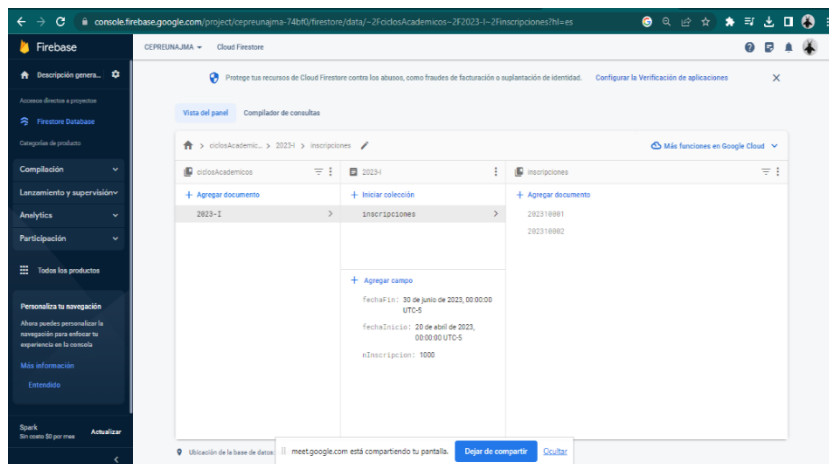 console.firebase.google.com/project/cepreunajma-74bf0/firestore/data/~2FciclosAcademicos~2F2023-I~2Finscripciones?hl=es
Firebase
CEPREUNAJMA
Cloud Firestore
Descripción genera...
Protege tus recursos de Cloud Firestore contra los abusos, como fraudes de facturación o suplantación de identidad.
Configurar la Verificación de aplicaciones
Accesos directos a proyectos
Firestore Database
Categorías de producto
Compilación
Lanzamiento y supervisión
Analytics
Participación
Todos los productos
Personaliza tu navegación
Ahora puedes personalizar la
navegación para enfocar tu
experiencia en la consola
Más información
Entendido
Spark
Sin costo $0 por mes
Actualizar
Vista del panel
Compilador de consultas
ciclosAcademic... > 2023-I > inscripciones
Más funciones en Google Cloud
ciclosAcademicos
+ Agregar documento
2023-I
2023-I
+ Iniciar colección
inscripciones
+ Agregar campo
fechaFin: 30 de junio de 2023, 00:00:00
UTC-5
fechaInicio: 20 de abril de 2023,
00:00:00 UTC-5
nInscripcion: 1000
inscripciones
+ Agregar documento
202310001
202310002
Ubicación de la base de datos
meet.google.com está compartiendo tu pantalla.
Dejar de compartir
Ocultar